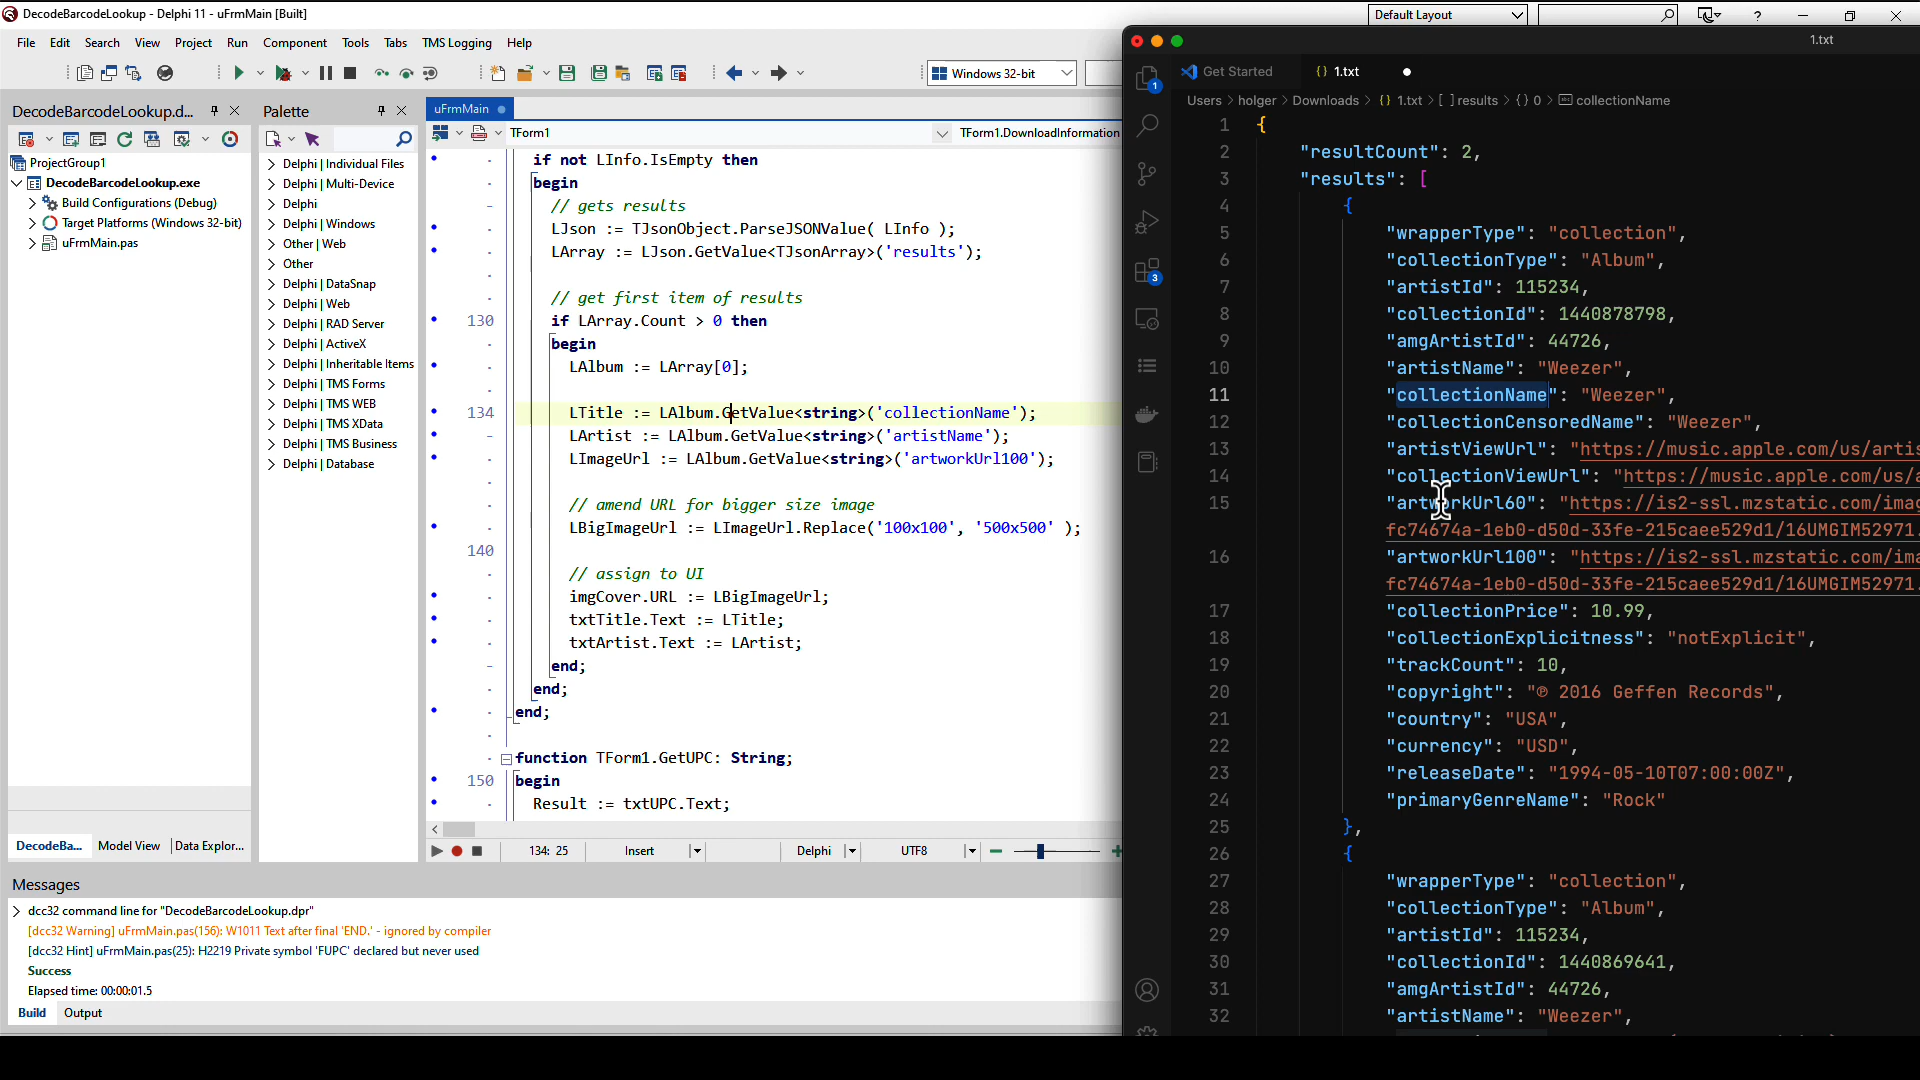 DecodeBarcodeLookup - Delphi 11 - uFrmMain [Built]
Default Layout
File Edit Search View Project Run Component Tools Tabs TMS Logging Help
Windows 32-bit
DecodeBarcodeLookup.d...
ProjectGroup1
DecodeBarcodeLookup.exe
Build Configurations (Debug)
Target Platforms (Windows 32-bit)
uFrmMain.pas
DecodeBa... Model View Data Explor...
Palette
Delphi | Individual Files
Delphi | Multi-Device
Delphi
Delphi | Windows
Other | Web
Other
Delphi | DataSnap
Delphi | Web
Delphi | RAD Server
Delphi | ActiveX
Delphi | Inheritable Items
Delphi | TMS Forms
Delphi | TMS WEB
Delphi | TMS XData
Delphi | TMS Business
Delphi | Database
uFrmMain
TForm1 TForm1.DownloadInformation
if not LInfo.IsEmpty then
begin
// gets results
LJson := TJsonObject.ParseJSONValue( LInfo );
LArray := LJson.GetValue<TJsonArray>('results');
// get first item of results
130 if LArray.Count > 0 then
begin
LAlbum := LArray[0];
134 LTitle := LAlbum.GetValue<string>('collectionName');
LArtist := LAlbum.GetValue<string>('artistName');
LImageUrl := LAlbum.GetValue<string>('artworkUrl100');
// amend URL for bigger size image
LBigImageUrl := LImageUrl.Replace('100x100', '500x500' );
140
// assign to UI
imgCover.URL := LBigImageUrl;
txtTitle.Text := LTitle;
txtArtist.Text := LArtist;
end;
end;
end;
function TForm1.GetUPC: String;
150 begin
Result := txtUPC.Text;
134: 25 Insert Delphi UTF8
Messages
dcc32 command line for "DecodeBarcodeLookup.dpr"
[dcc32 Warning] uFrmMain.pas(156): W1011 Text after final 'END.' - ignored by compiler
[dcc32 Hint] uFrmMain.pas(25): H2219 Private symbol 'FUPC' declared but never used
Success
Elapsed time: 00:00:01.5
Build Output
1.txt
1
3
Get Started {} 1.txt
Users > holger > Downloads > {} 1.txt > [ ] results > {} 0 > collectionName
1 {
2 "resultCount": 2,
3 "results": [
4 {
5 "wrapperType": "collection",
6 "collectionType": "Album",
7 "artistId": 115234,
8 "collectionId": 1440878798,
9 "amgArtistId": 44726,
10 "artistName": "Weezer",
11 "collectionName": "Weezer",
12 "collectionCensoredName": "Weezer",
13 "artistViewUrl": "https://music.apple.com/us/artis
14 "collectionViewUrl": "https://music.apple.com/us/a
15 "artworkUrl60": "https://is2-ssl.mzstatic.com/imag
fc74674a-1eb0-d50d-33fe-215caee529d1/16UMGIM52971.
16 "artworkUrl100": "https://is2-ssl.mzstatic.com/ima
fc74674a-1eb0-d50d-33fe-215caee529d1/16UMGIM52971.
17 "collectionPrice": 10.99,
18 "collectionExplicitness": "notExplicit",
19 "trackCount": 10,
20 "copyright": "℗ 2016 Geffen Records",
21 "country": "USA",
22 "currency": "USD",
23 "releaseDate": "1994-05-10T07:00:00Z",
24 "primaryGenreName": "Rock"
25 },
26 {
27 "wrapperType": "collection",
28 "collectionType": "Album",
29 "artistId": 115234,
30 "collectionId": 1440869641,
31 "amgArtistId": 44726,
32 "artistName": "Weezer",